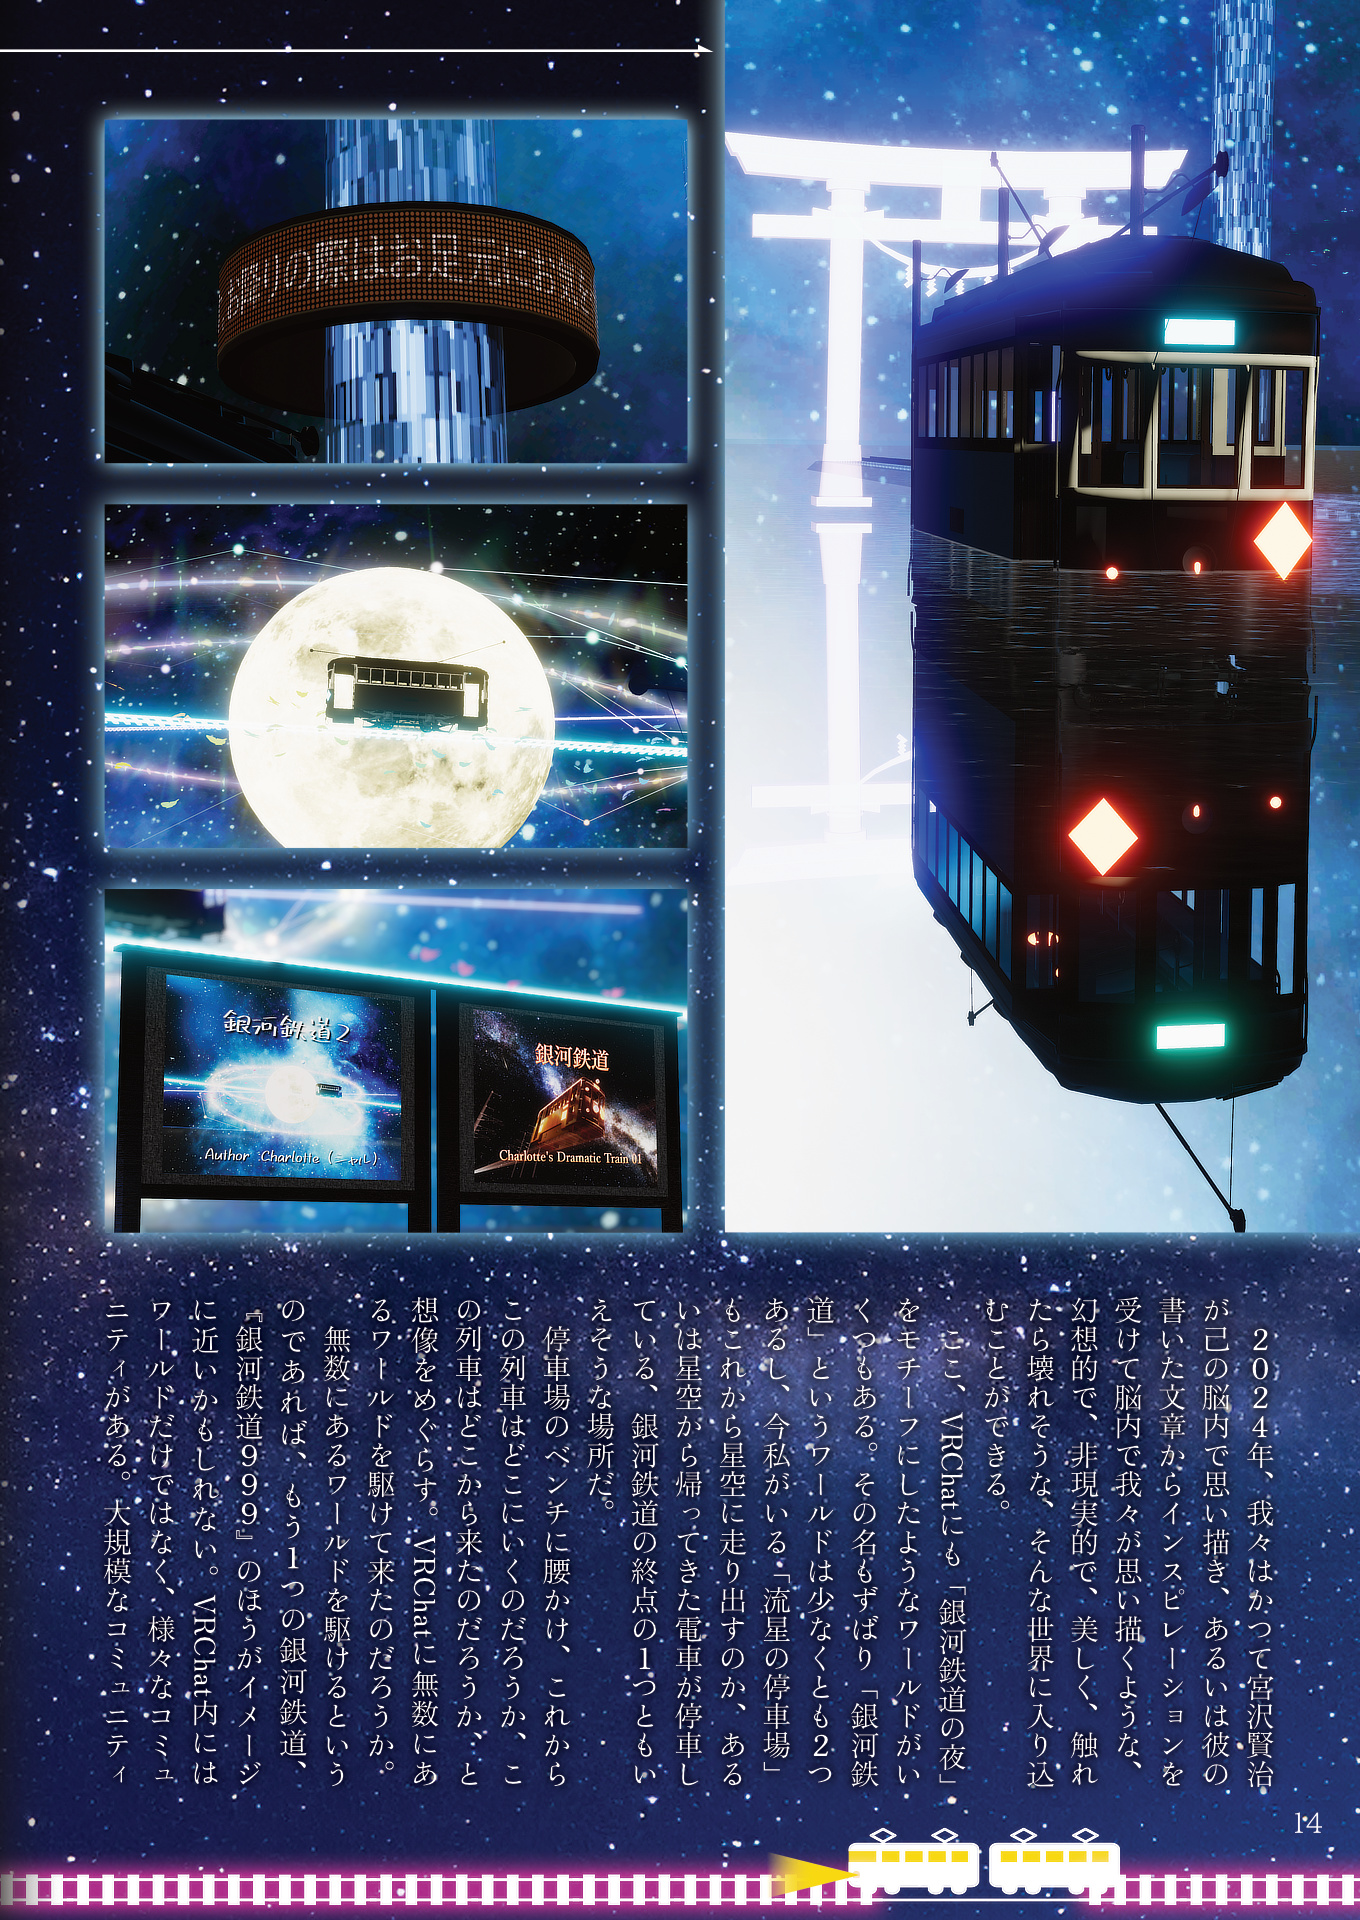 お乗りの際はお足元にお気
銀河鉄道2
Author Charlotte (ニャル)
銀河鉄道
Charlotte's Dramatic Train 01
2024年、我々はかつて宮沢賢治
が己の脳内で思い描き、あるいは彼の
書いた文章からインスピレーションを
受けて脳内で我々が思い描くような、
幻想的で、非現実的で、美しく、触れ
たら壊れそうな、そんな世界に入り込
むことができる。
ここ、VRChatにも「銀河鉄道の夜」
をモチーフにしたようなワールドがい
くつもある。その名もずばり「銀河鉄
道」というワールドは少なくとも2つ
あるし、今私がいる「流星の停車場」
もこれから星空に走り出すのか、ある
いは星空から帰ってきた電車が停車し
ている、銀河鉄道の終点の1つともい
えそうな場所だ。
停車場のベンチに腰かけ、これから
この列車はどこにいくのだろうか、こ
の列車はどこから来たのだろうか、と
想像をめぐらす。VRChatに無数にあ
るワールドを駆けて来たのだろうか。
無数にあるワールドを駆けるという
のであれば、もう1つの銀河鉄道、
『銀河鉄道999』のほうがイメージ
に近いかもしれない。VRChat内には
ワールドだけではなく、様々なコミュ
ニティがある。大規模なコミュニティ
14